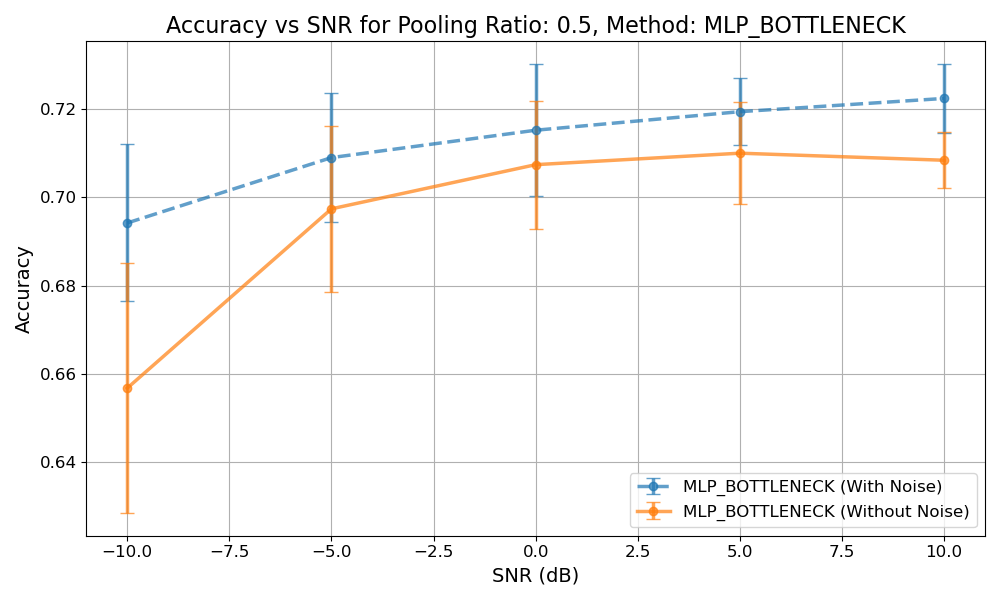 Accuracy vs SNR for Pooling Ratio: 0.5, Method: MLP_BOTTLENECK
Accuracy
0.72
0.70
0.68
0.66
0.64
MLP_BOTTLENECK (With Noise)
MLP_BOTTLENECK (Without Noise)
−10.0 −7.5 −5.0 −2.5 0.0 2.5 5.0 7.5 10.0
SNR (dB)